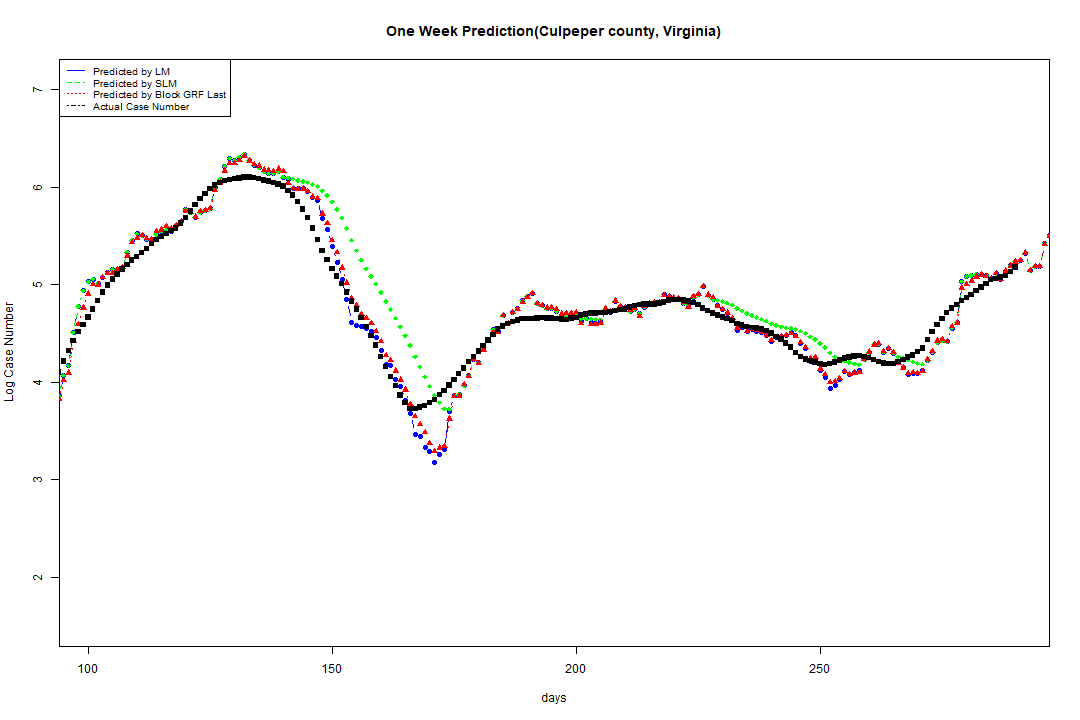 One Week Prediction(Culpeper county, Virginia)
Predicted by LM
Predicted by SLM
Predicted by Block GRF Last
Actual Case Number
7
6
5
4
3
2
Log Case Number
100 150 200 250
days